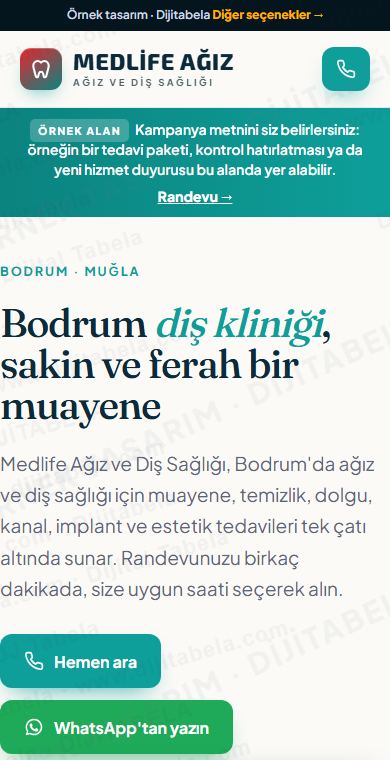 Örnek tasarım · Dijitabela Diğer seçenekler →
MEDLİFE AĞIZ
AĞIZ VE DİŞ SAĞLIĞI
ÖRNEK ALAN Kampanya metnini siz belirlersiniz:
örneğin bir tedavi paketi, kontrol hatırlatması ya da
yeni hizmet duyurusu bu alanda yer alabilir.
Randevu →
BODRUM · MUĞLA
Bodrum diş kliniği,
sakin ve ferah bir
muayene
Medlife Ağız ve Diş Sağlığı, Bodrum'da ağız
ve diş sağlığı için muayene, temizlik, dolgu,
kanal, implant ve estetik tedavileri tek çatı
altında sunar. Randevunuzu birkaç
dakikada, size uygun saati seçerek alın.
Hemen ara
WhatsApp'tan yazın